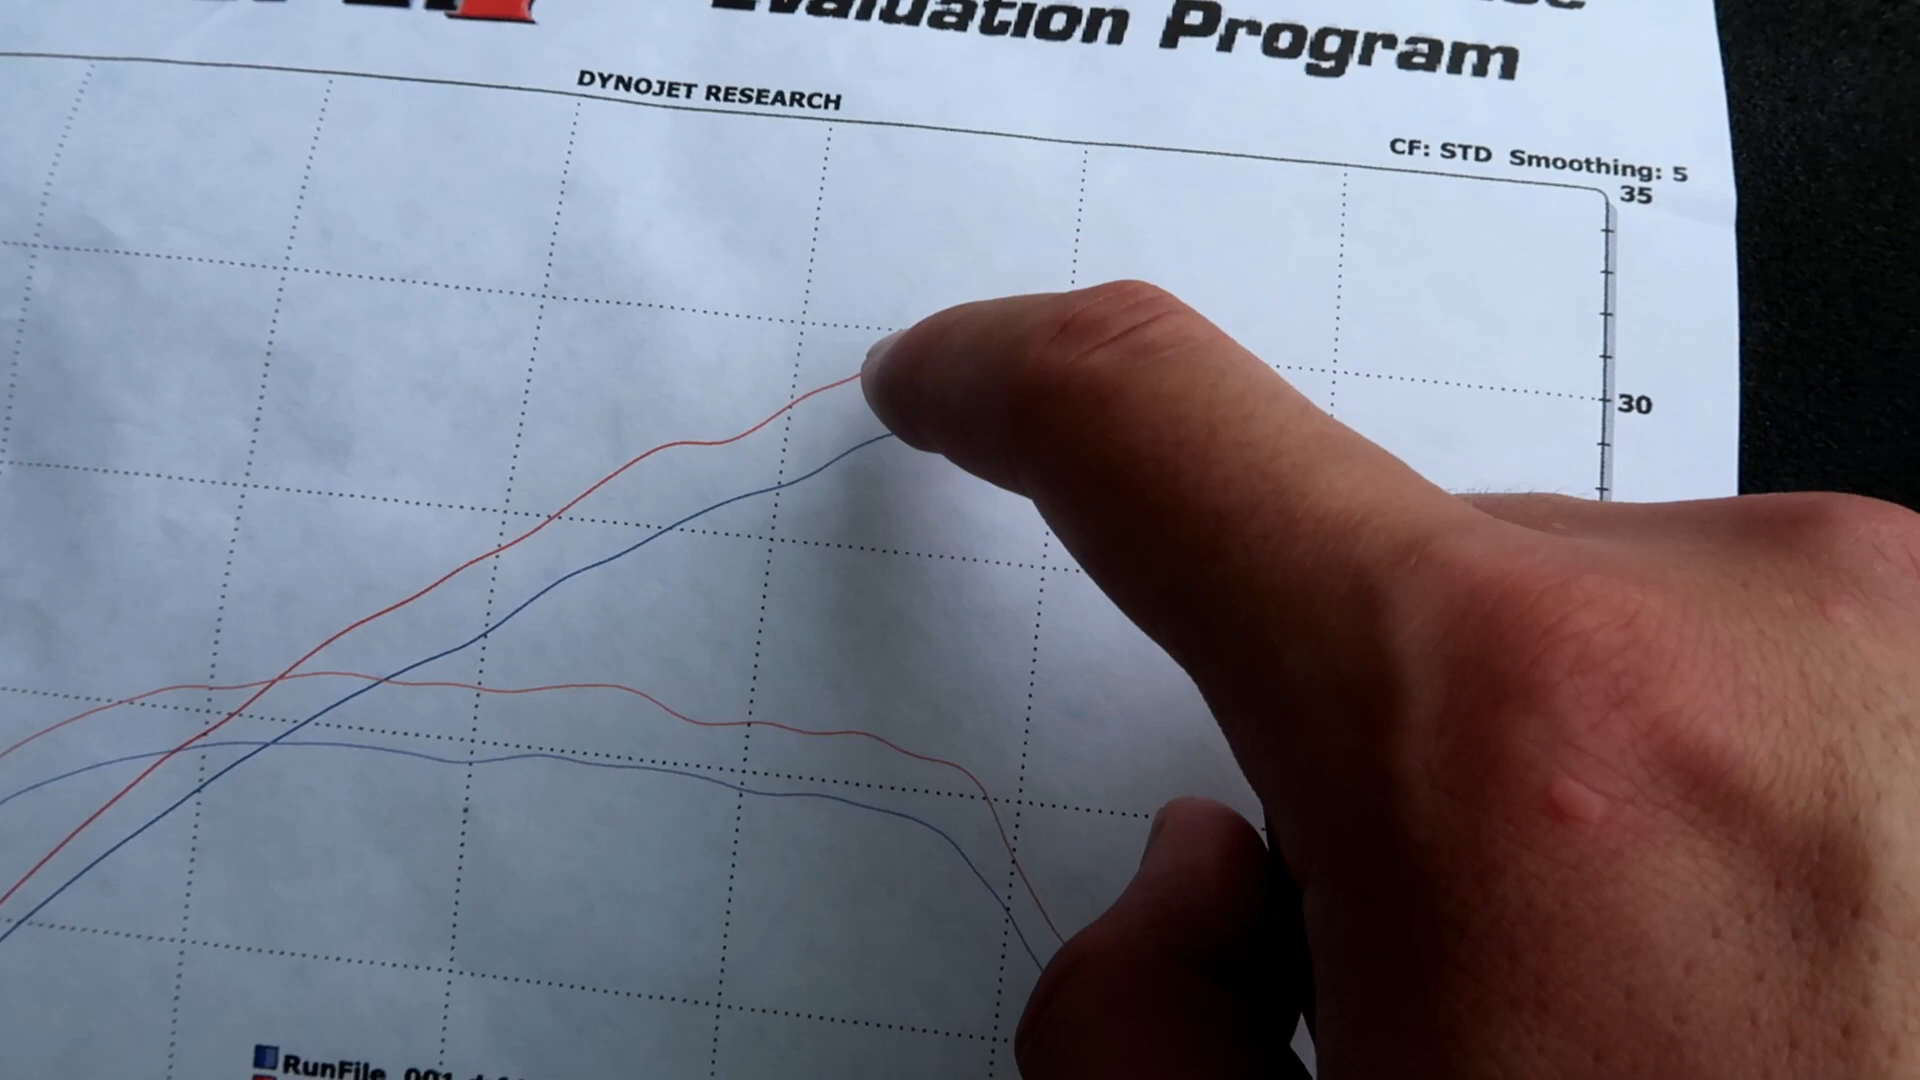 Evaluation Program
DYNOJET RESEARCH
CF: STD Smoothing: 5
35
30
RunFile